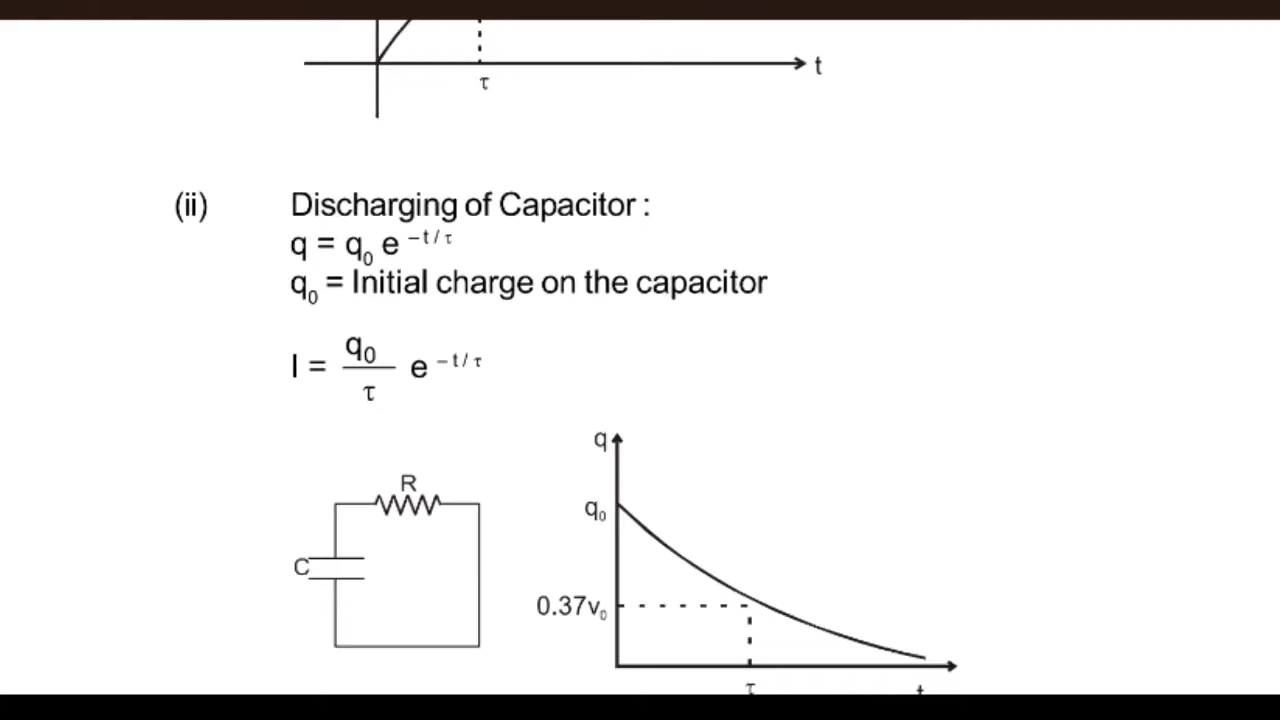 t
τ
(ii) Discharging of Capacitor :
q = q₀ e ⁻ᵗ/τ
q₀ = Initial charge on the capacitor
I = q₀/τ e ⁻ᵗ/τ
q
R
q₀
C
0.37v₀
τ t